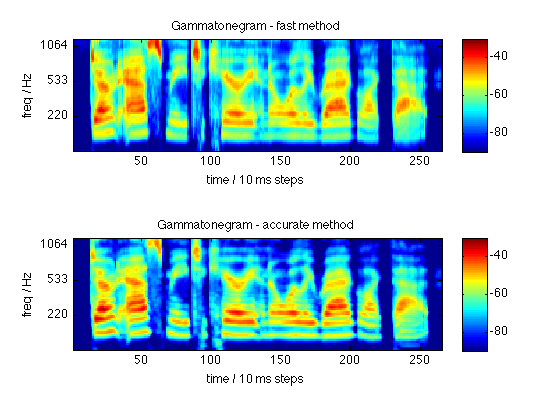 Gammatonegram - fast method
1064
533
220
freq / Hz
50 100 150 200 250
time / 10 ms steps
-40
-60
-80
Gammatonegram - accurate method
1064
533
220
freq / Hz
50 100 150 200 250
time / 10 ms steps
-40
-60
-80